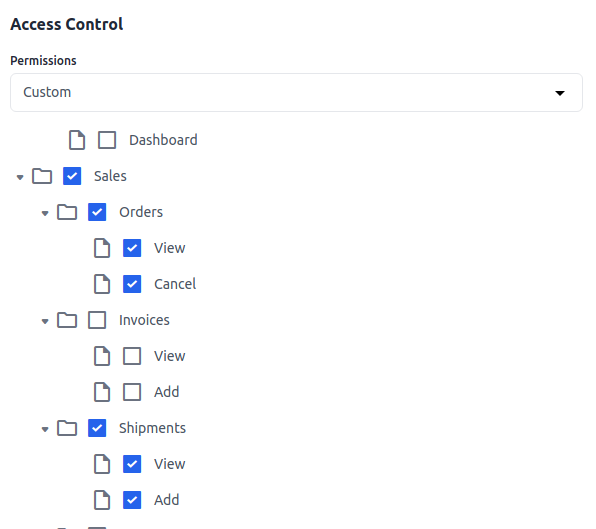 Access Control
Permissions
Custom
Dashboard
Sales
Orders
View
Cancel
Invoices
View
Add
Shipments
View
Add